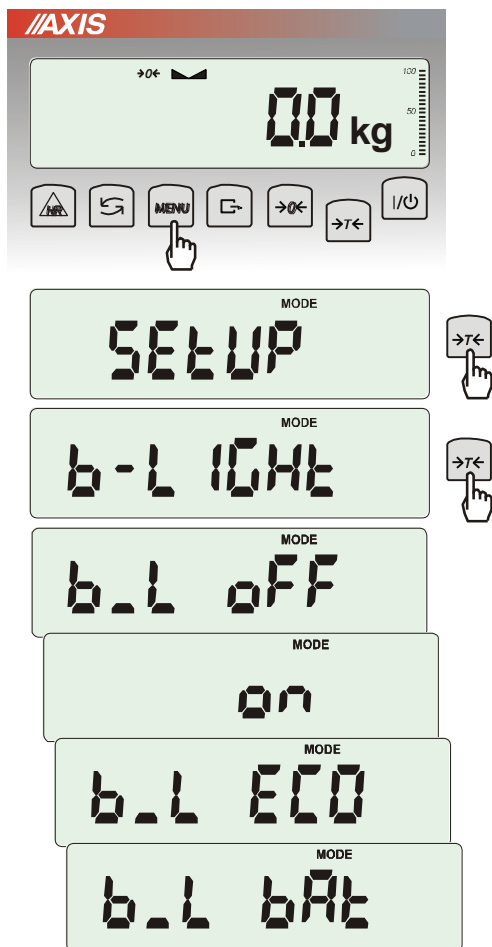 //AXIS
→0←
100
50
0
0.0 kg
HR MENU →0← →T← I/⏻
MODE
SEtUP
→T←
MODE
b-LIGHt
→T←
MODE
b_L oFF
MODE
on
MODE
b_L ECO
MODE
b_L bAt